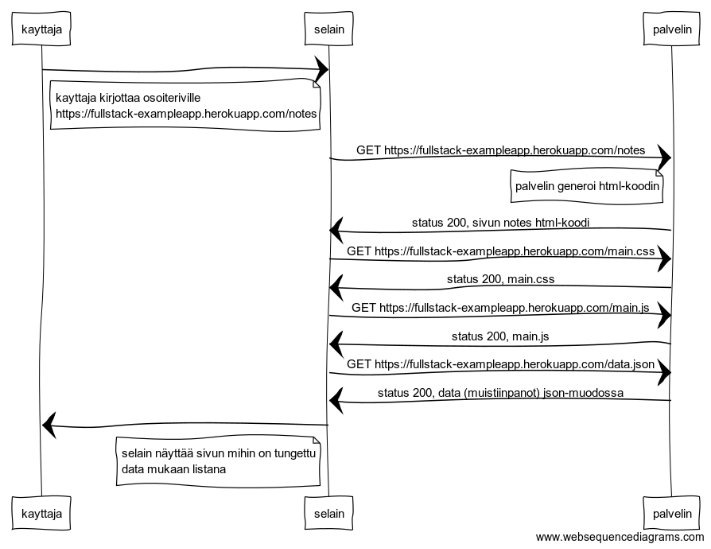 kayttaja
selain
palvelin
kayttaja kirjottaa osoiteriville
https://fullstack-exampleapp.herokuapp.com/notes
GET https://fullstack-exampleapp.herokuapp.com/notes
palvelin generoi html-koodin
status 200, sivun notes html-koodi
GET https://fullstack-exampleapp.herokuapp.com/main.css
status 200, main.css
GET https://fullstack-exampleapp.herokuapp.com/main.js
status 200, main.js
GET https://fullstack-exampleapp.herokuapp.com/data.json
status 200, data (muistiinpanot) json-muodossa
selain näyttää sivun mihin on tungettu
data mukaan listana
kayttaja
selain
palvelin
www.websequencediagrams.com